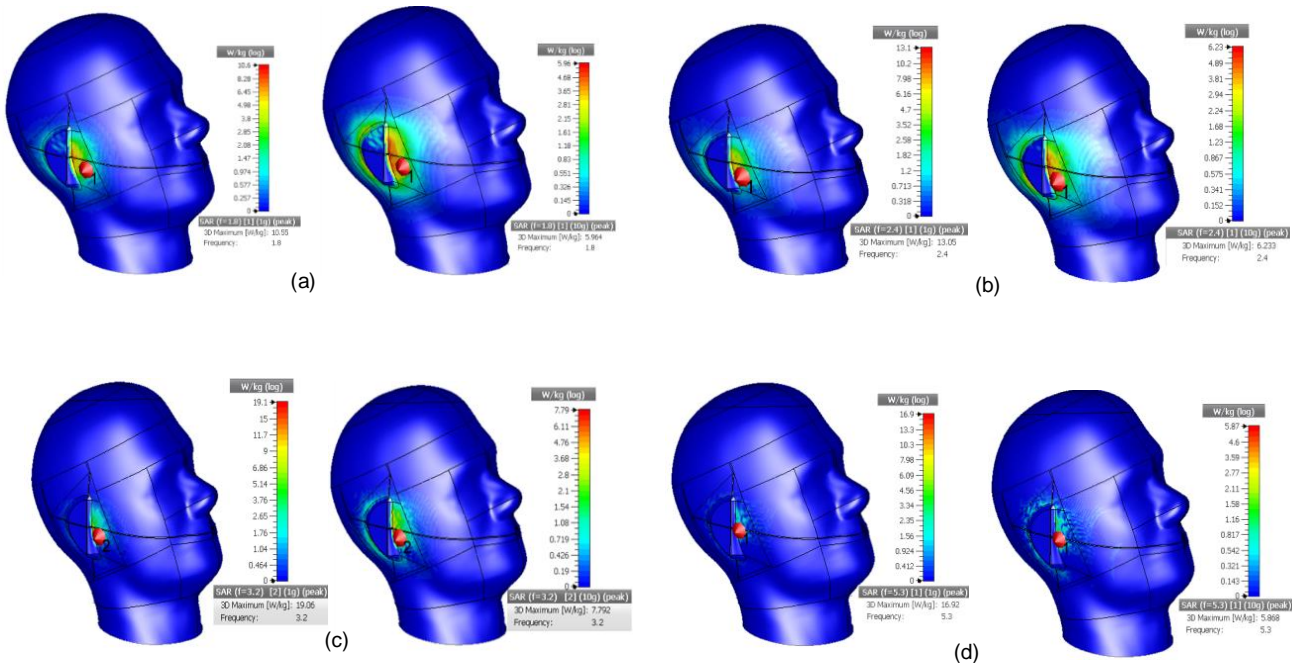 W/kg (log)
10.6
8.25
6.45
4.98
3.8
2.85
2.08
1.47
0.974
0.577
0.257
0
1
SAR (f=1.8) [1] (1g) (peak)
3D Maximum [W/kg]: 10.55
Frequency: 1.8
W/kg (log)
5.96
4.68
3.65
2.82
2.15
1.61
1.18
0.83
0.551
0.326
0.145
0
1
SAR (f=1.8) [1] (10g) (peak)
3D Maximum [W/kg]: 5.964
Frequency: 1.8
(a)
W/kg (log)
13.1
10.2
7.98
6.16
4.7
3.52
2.58
1.82
1.2
0.713
0.318
0
1
SAR (f=2.4) [1] (1g) (peak)
3D Maximum [W/kg]: 13.05
Frequency: 2.4
W/kg (log)
6.23
4.89
3.81
2.94
2.24
1.68
1.23
0.867
0.575
0.341
0.152
0
1
SAR (f=2.4) [1] (10g) (peak)
3D Maximum [W/kg]: 6.233
Frequency: 2.4
(b)
W/kg (log)
19.1
15
11.7
9
6.86
5.14
3.76
2.65
1.76
1.04
0.464
0
2
SAR (f=3.2) [2] (1g) (peak)
3D Maximum [W/kg]: 19.06
Frequency: 3.2
W/kg (log)
7.79
6.11
4.76
3.67
2.8
2.1
1.54
1.08
0.719
0.426
0.19
0
2
SAR (f=3.2) [2] (10g) (peak)
3D Maximum [W/kg]: 7.792
Frequency: 3.2
(c)
W/kg (log)
16.9
13.3
10.3
7.98
6.09
4.56
3.34
2.35
1.56
0.924
0.412
0
SAR (f=5.3) [1] (1g) (peak)
3D Maximum [W/kg]: 16.92
Frequency: 5.3
W/kg (log)
5.87
4.6
3.59
2.77
2.11
1.58
1.16
0.816
0.541
0.321
0.143
0
SAR (f=5.3) [1] (10g) (peak)
3D Maximum [W/kg]: 5.868
Frequency: 5.3
(d)